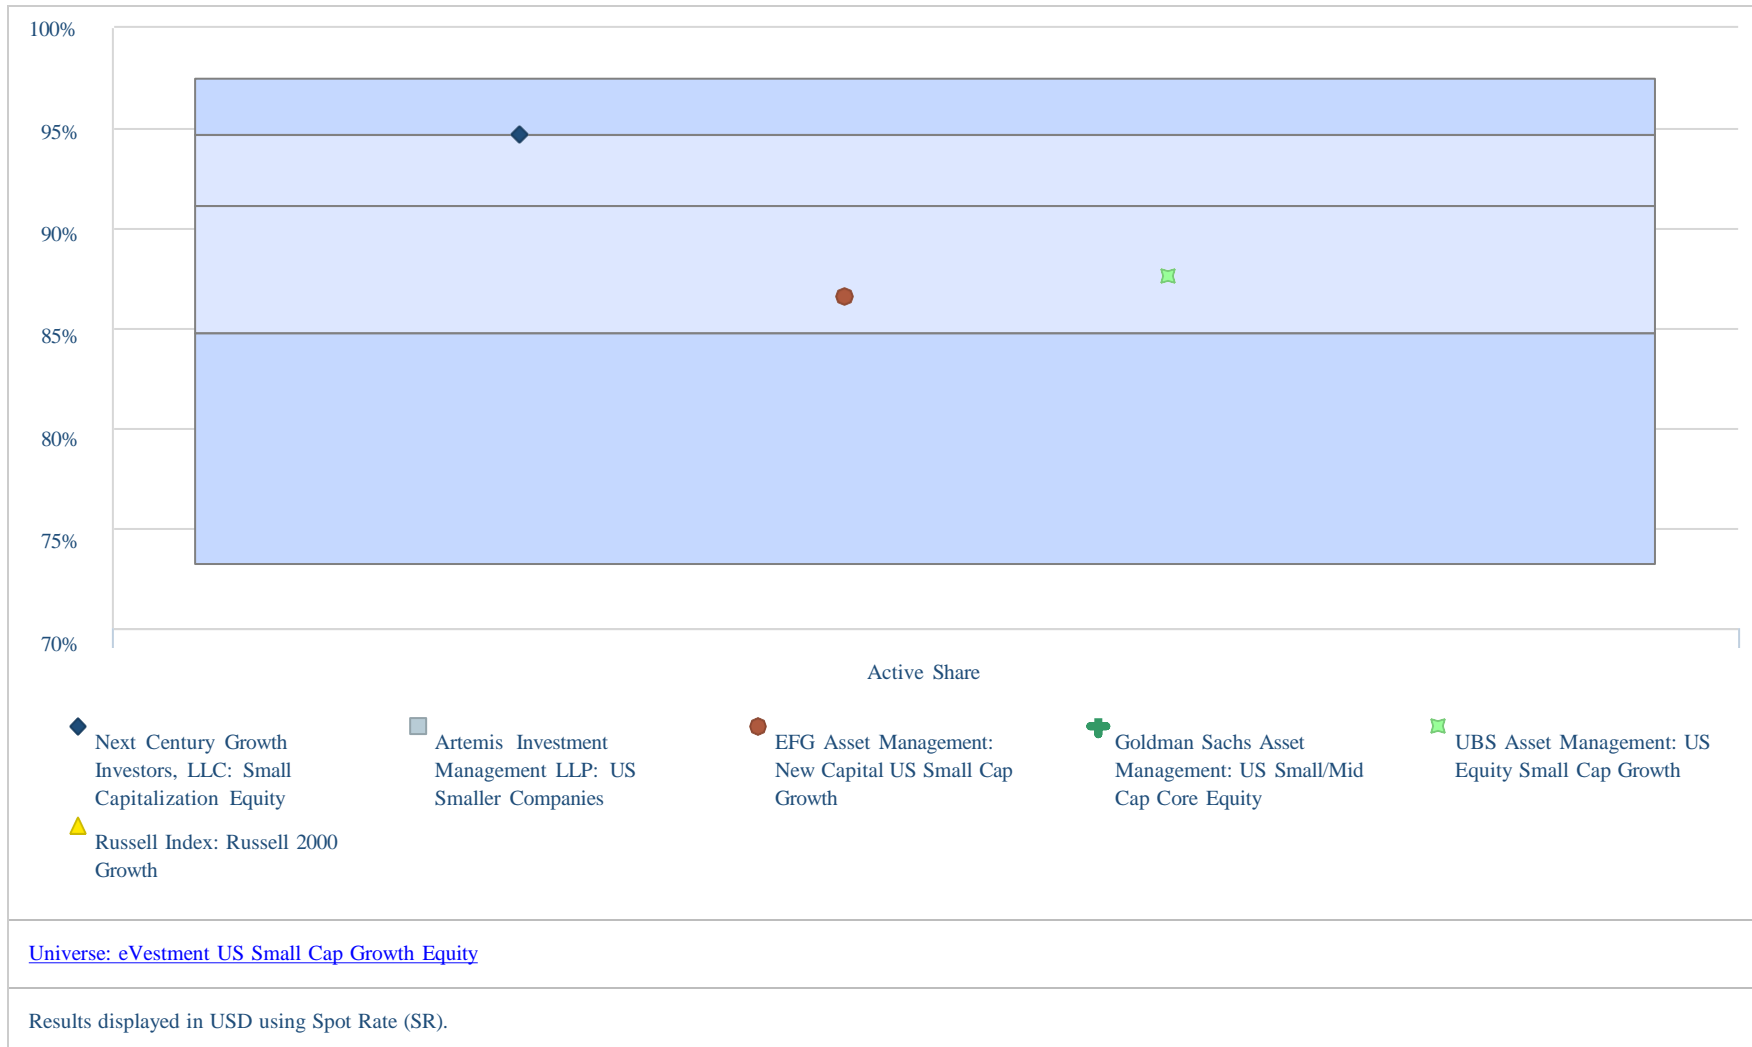 100%
95%
90%
85%
80%
75%
70%
Active Share
Next Century Growth
Investors, LLC: Small
Capitalization Equity
Artemis Investment
Management LLP: US
Smaller Companies
EFG Asset Management:
New Capital US Small Cap
Growth
Goldman Sachs Asset
Management: US Small/Mid
Cap Core Equity
UBS Asset Management: US
Equity Small Cap Growth
Russell Index: Russell 2000
Growth
Universe: eVestment US Small Cap Growth Equity
Results displayed in USD using Spot Rate (SR).